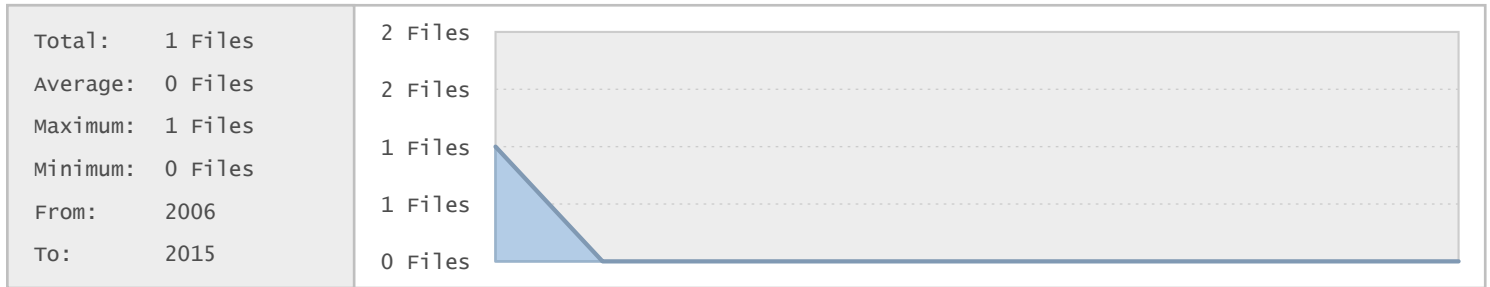 Total: 1 Files
Average: 0 Files
Maximum: 1 Files
Minimum: 0 Files
From: 2006
To: 2015
2 Files
2 Files
1 Files
1 Files
0 Files